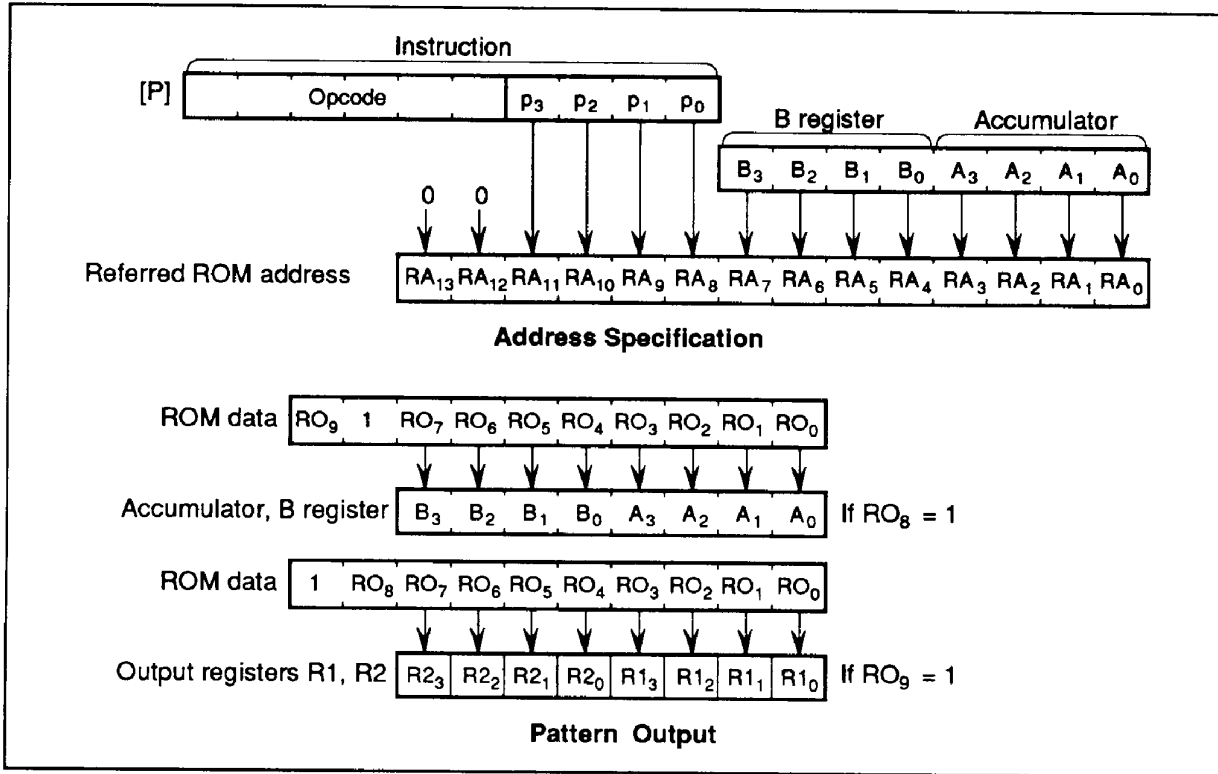 Instruction
[P] Opcode p₃ p₂ p₁ p₀
B register Accumulator
B₃ B₂ B₁ B₀ A₃ A₂ A₁ A₀
0 0
Referred ROM address RA₁₃ RA₁₂ RA₁₁ RA₁₀ RA₉ RA₈ RA₇ RA₆ RA₅ RA₄ RA₃ RA₂ RA₁ RA₀
Address Specification
ROM data RO₉ 1 RO₇ RO₆ RO₅ RO₄ RO₃ RO₂ RO₁ RO₀
Accumulator, B register B₃ B₂ B₁ B₀ A₃ A₂ A₁ A₀ If RO₈ = 1
ROM data 1 RO₈ RO₇ RO₆ RO₅ RO₄ RO₃ RO₂ RO₁ RO₀
Output registers R1, R2 R2₃ R2₂ R2₁ R2₀ R1₃ R1₂ R1₁ R1₀ If RO₉ = 1
Pattern Output